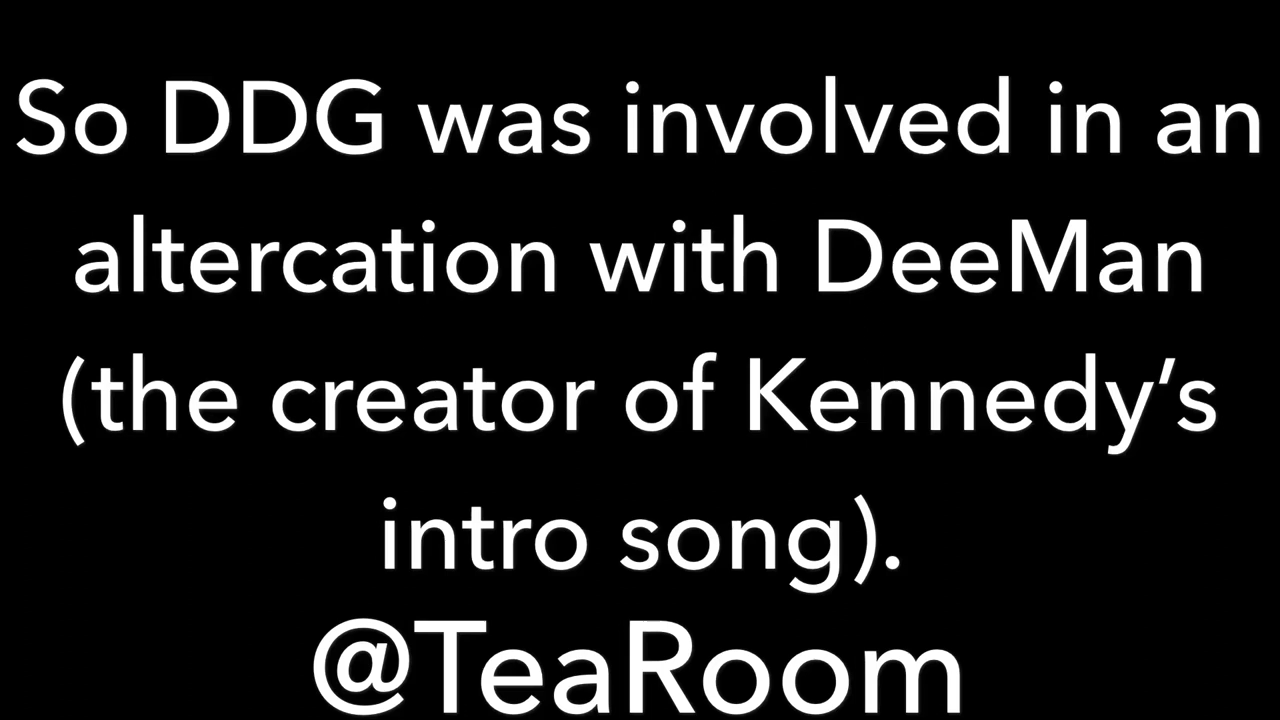 So DDG was involved in an
altercation with DeeMan
(the creator of Kennedy’s
intro song).
@TeaRoom